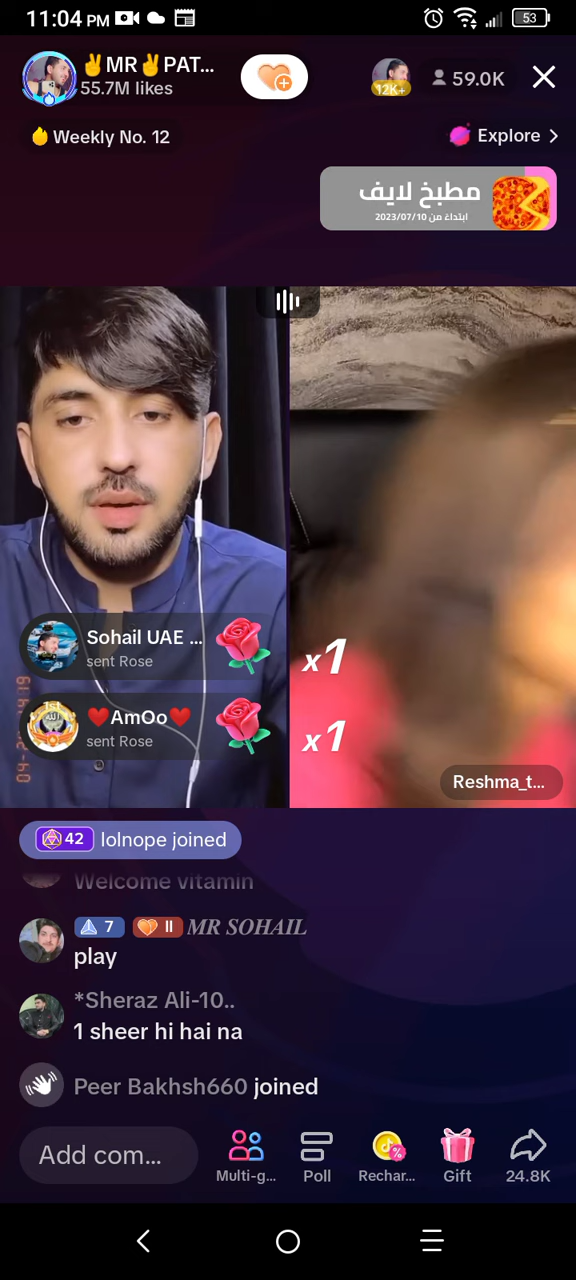 11:04 PM
53
✌MR✌PAT...
55.7M likes
12K+
59.0K
Weekly No. 12
Explore >
مطبخ لايف
ابتداءً من 2023/07/10
Sohail UAE ...
sent Rose
x1
❤️AmOo❤️
sent Rose
x1
Reshma_t...
42 lolnope joined
Welcome vitamin
7 II MR SOHAIL
play
*Sheraz Ali-10..
1 sheer hi hai na
Peer Bakhsh660 joined
Add com...
Multi-g...
Poll
Rechar...
Gift
24.8K